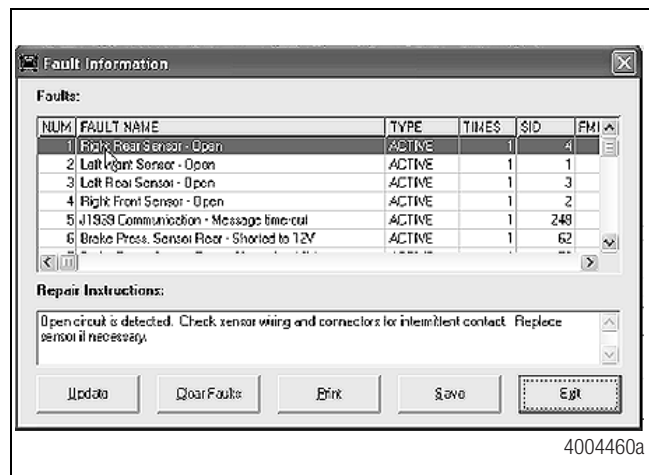 Fault Information
Faults:
NUM FAULT NAME TYPE TIMES SID FMI
1 Right Rear Sensor - Open ACTIVE 1 4
2 Left Front Sensor - Open ACTIVE 1 1
3 Left Rear Sensor - Open ACTIVE 1 3
4 Right Front Sensor - Open ACTIVE 1 2
5 J1939 Communication - Message time-out ACTIVE 1 249
6 Brake Press. Sensor Rear - Shorted to 12V ACTIVE 1 62
Repair Instructions:
Open circuit is detected. Check sensor wiring and connectors for intermittent contact. Replace
sensor if necessary.
Update Clear Faults Print Save Exit
4004460a